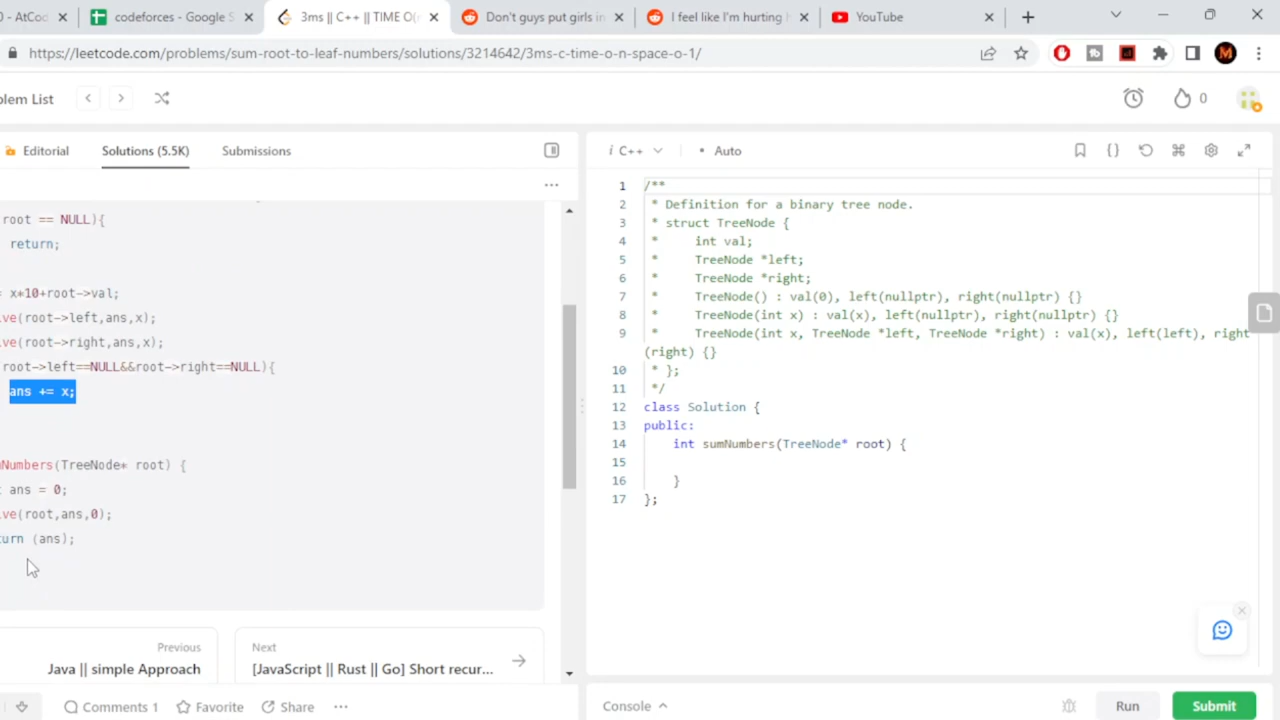 0 - AtCod
codeforces - Google S
3ms || C++ || TIME O(n
Don't guys put girls in
I feel like I'm hurting h
YouTube
https://leetcode.com/problems/sum-root-to-leaf-numbers/solutions/3214642/3ms-c-time-o-n-space-o-1/
M
blem List
0
Editorial
Solutions (5.5K)
Submissions
root == NULL){
return;
= x*10+root->val;
lve(root->left,ans,x);
lve(root->right,ans,x);
root->left==NULL&&root->right==NULL){
ans += x;
mNumbers(TreeNode* root) {
t ans = 0;
lve(root,ans,0);
turn (ans);
Previous
Java || simple Approach
Next
[JavaScript || Rust || Go] Short recur...
Comments 1
Favorite
Share
i C++
• Auto
{}
1 /**
2 * Definition for a binary tree node.
3 * struct TreeNode {
4 * int val;
5 * TreeNode *left;
6 * TreeNode *right;
7 * TreeNode() : val(0), left(nullptr), right(nullptr) {}
8 * TreeNode(int x) : val(x), left(nullptr), right(nullptr) {}
9 * TreeNode(int x, TreeNode *left, TreeNode *right) : val(x), left(left), right
(right) {}
10 * };
11 */
12 class Solution {
13 public:
14 int sumNumbers(TreeNode* root) {
15
16 }
17 };
Console
Run
Submit